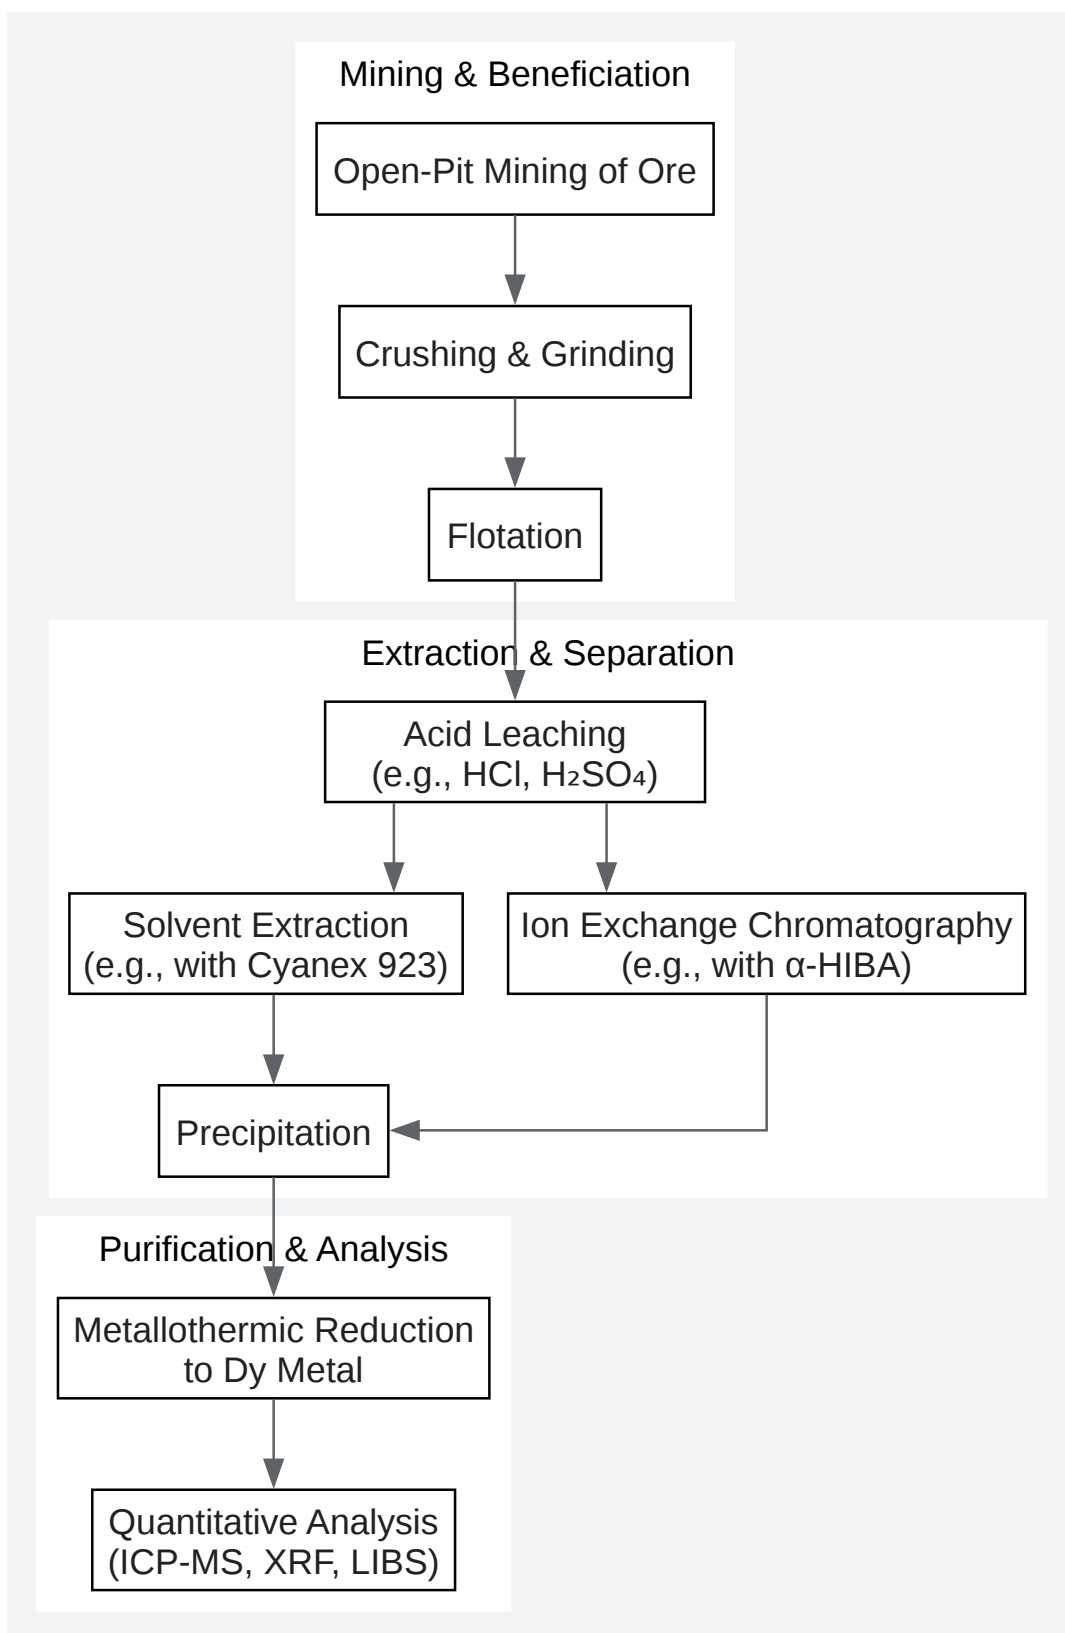 Mining & Beneficiation
Open-Pit Mining of Ore
Crushing & Grinding
Flotation
Extraction & Separation
Acid Leaching
(e.g., HCl, H₂SO₄)
Solvent Extraction
(e.g., with Cyanex 923)
Ion Exchange Chromatography
(e.g., with α-HIBA)
Precipitation
Purification & Analysis
Metallothermic Reduction
to Dy Metal
Quantitative Analysis
(ICP-MS, XRF, LIBS)